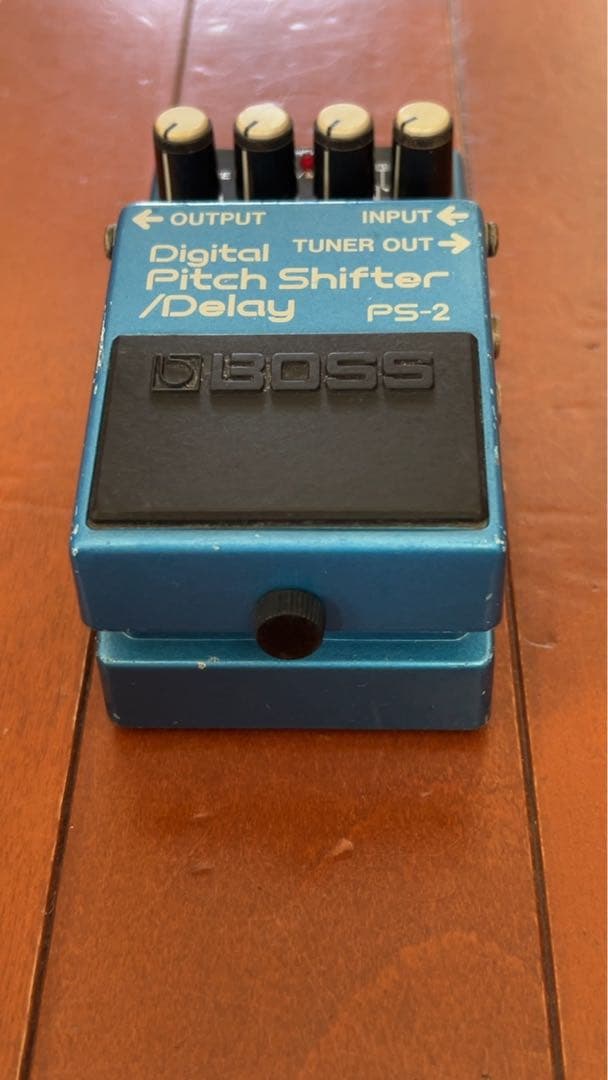 ← OUTPUT INPUT ←
TUNER OUT →
Digital
Pitch Shifter
/Delay PS-2
BOSS